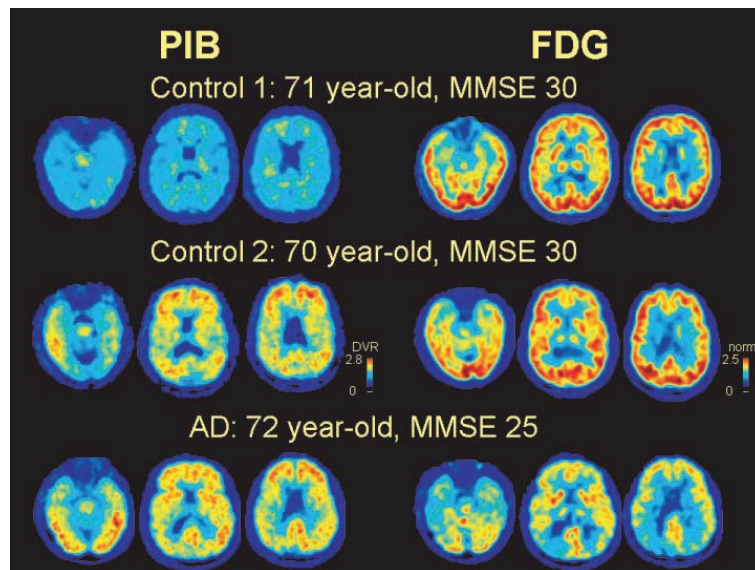 PIB FDG
Control 1: 71 year-old, MMSE 30
Control 2: 70 year-old, MMSE 30
DVR
2.8
0
norm
2.5
0
AD: 72 year-old, MMSE 25